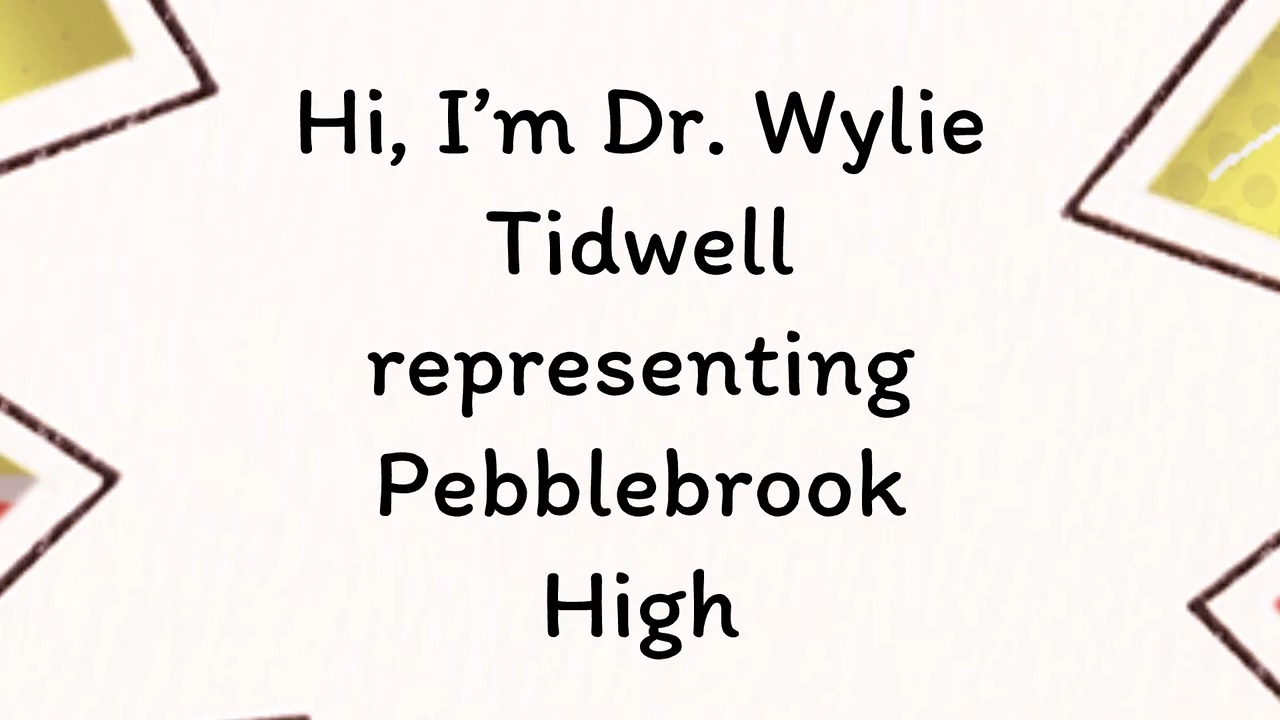 Hi, I’m Dr. Wylie
Tidwell
representing
Pebblebrook
High